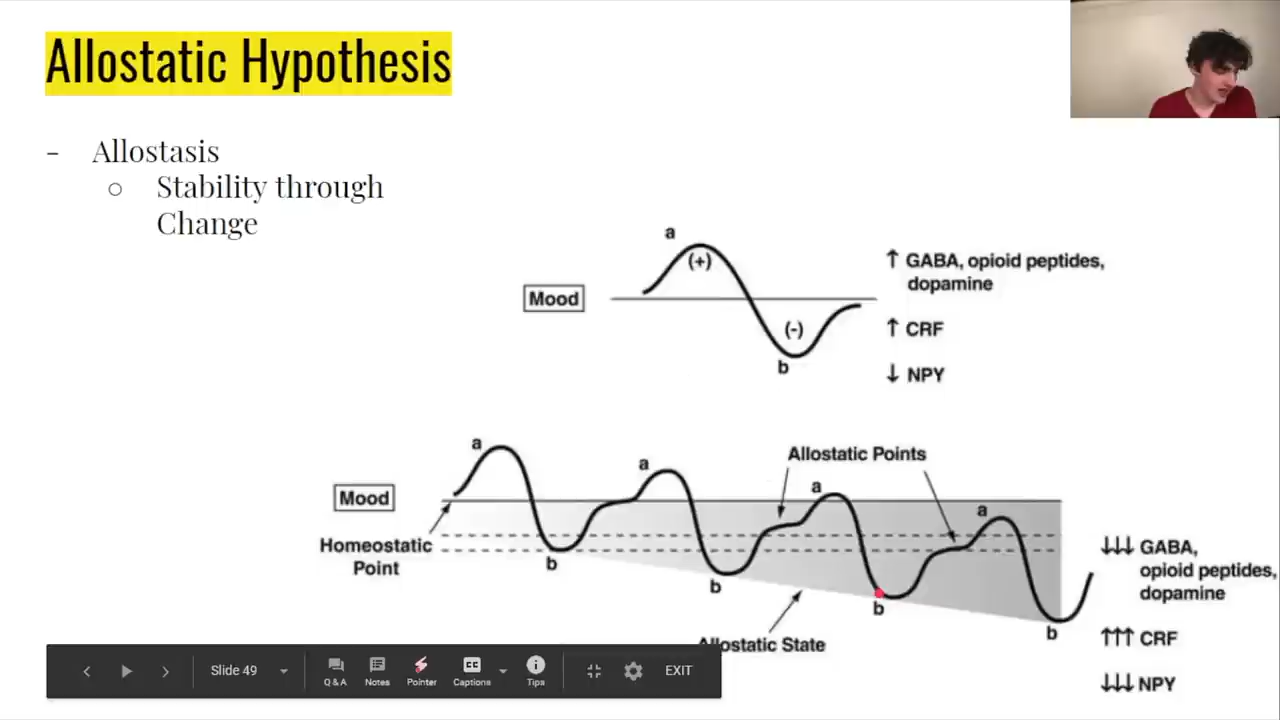 Allostatic Hypothesis
- Allostasis
○ Stability through
Change
a
(+)
Mood
(-)
b
↑ GABA, opioid peptides,
dopamine
↑ CRF
↓ NPY
a
a
a
a
Allostatic Points
Mood
Homeostatic
Point
b
b
b
b
Allostatic State
↓↓↓ GABA,
opioid peptides,
dopamine
↑↑↑ CRF
↓↓↓ NPY
Slide 49
Q & A
Notes
Pointer
CC
Captions
Tips
EXIT